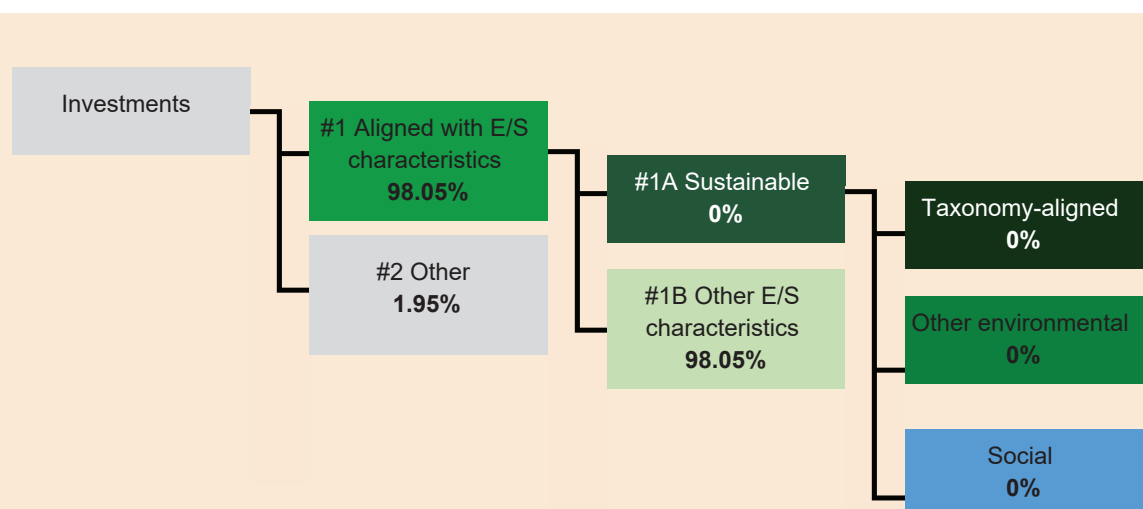 Investments
#1 Aligned with E/S
characteristics
98.05%
#2 Other
1.95%
#1A Sustainable
0%
#1B Other E/S
characteristics
98.05%
Taxonomy-aligned
0%
Other environmental
0%
Social
0%